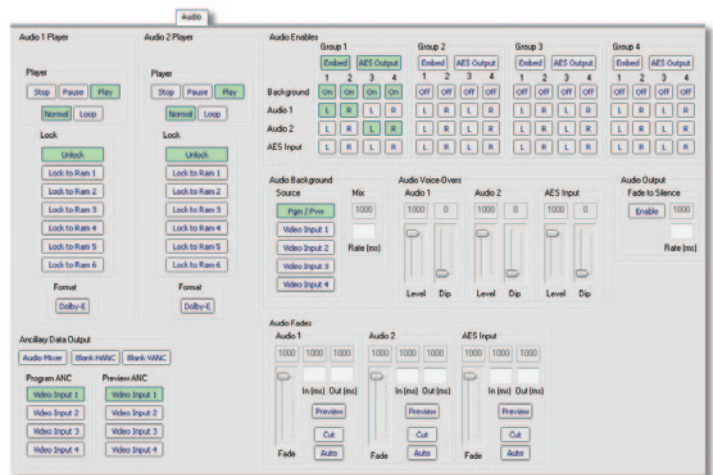 Audio
Audio 1 Player
Player
Stop Pause Play
Normal Loop
Lock
Unlock
Lock to Ram 1
Lock to Ram 2
Lock to Ram 3
Lock to Ram 4
Lock to Ram 5
Lock to Ram 6
Format
Dolby-E
Audio 2 Player
Player
Stop Pause Play
Normal Loop
Lock
Unlock
Lock to Ram 1
Lock to Ram 2
Lock to Ram 3
Lock to Ram 4
Lock to Ram 5
Lock to Ram 6
Format
Dolby-E
Audio Enables
Group 1 Group 2 Group 3 Group 4
Embed AES Output Embed AES Output Embed AES Output Embed AES Output
1 2 3 4 1 2 3 4 1 2 3 4 1 2 3 4
Background On On On On Off Off Off Off Off Off Off Off Off Off Off Off
Audio 1 L R L R L R L R L R L R L R L R
Audio 2 L R L R L R L R L R L R L R L R
AES Input L R L R L R L R L R L R L R L R
Audio Background
Source Mix
Pgm / Pvw 1000
Video Input 1
Video Input 2 Rate (ms)
Video Input 3
Video Input 4
Audio Voice-Overs
Audio 1 Audio 2 AES Input
1000 0 1000 0 1000 0
Level Dip Level Dip Level Dip
Audio Output
Fade to Silence
Enable 1000
Rate (ms)
Ancillary Data Output
Audio Mixer Blank HANC Blank VANC
Program ANC Preview ANC
Video Input 1 Video Input 1
Video Input 2 Video Input 2
Video Input 3 Video Input 3
Video Input 4 Video Input 4
Audio Fades
Audio 1 Audio 2 AES Input
1000 1000 1000 1000 1000 1000 1000 1000 1000
In (ms) Out (ms) In (ms) Out (ms) In (ms) Out (ms)
Preview Preview Preview
Cut Cut Cut
Fade Auto Fade Auto Fade Auto